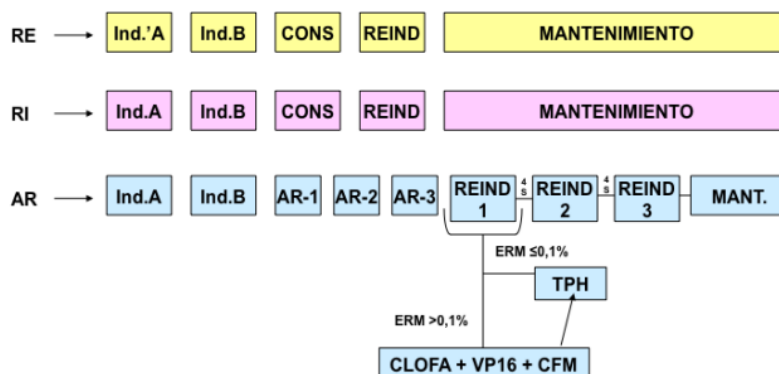 RE Ind.'A Ind.B CONS REIND MANTENIMIENTO
RI Ind.A Ind.B CONS REIND MANTENIMIENTO
AR Ind.A Ind.B AR-1 AR-2 AR-3 REIND 1 4 S REIND 2 4 S REIND 3 MANT.
ERM ≤0,1%
TPH
ERM >0,1%
CLOFA + VP16 + CFM